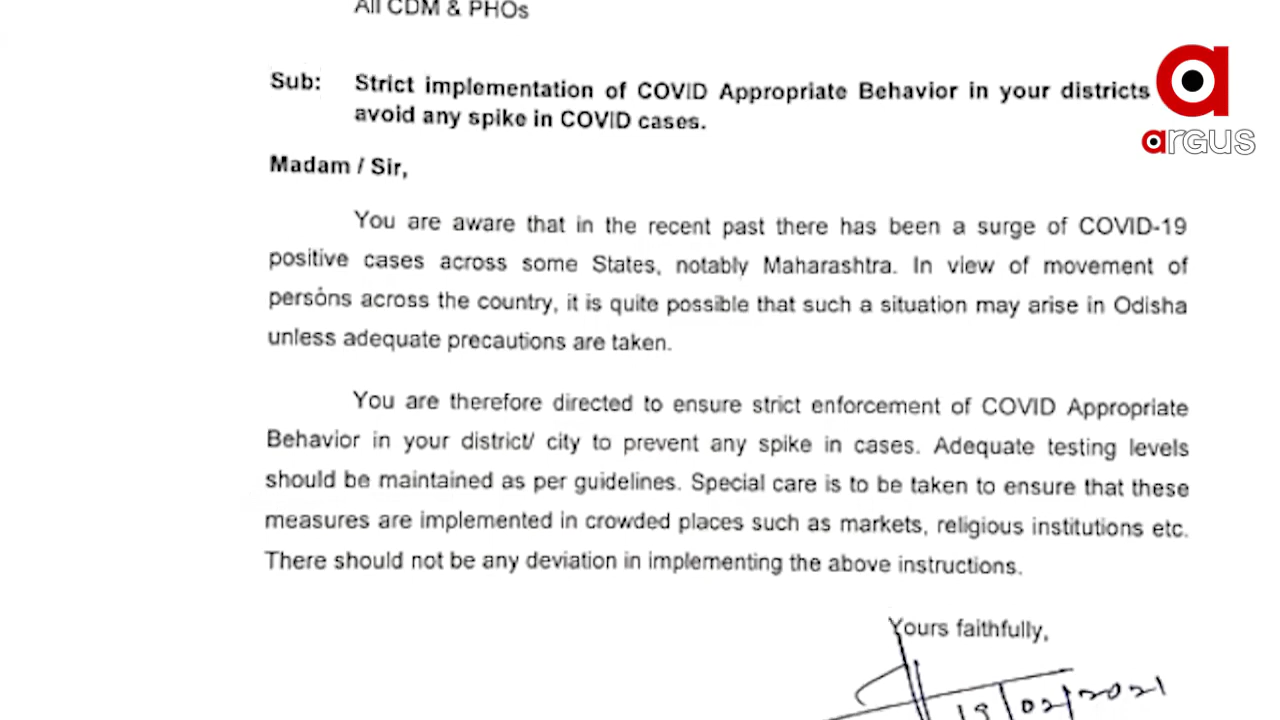 All CDM & PHOs
Sub: Strict implementation of COVID Appropriate Behavior in your districts
avoid any spike in COVID cases.
argus
Madam / Sir,
You are aware that in the recent past there has been a surge of COVID-19
positive cases across some States, notably Maharashtra. In view of movement of
persons across the country, it is quite possible that such a situation may arise in Odisha
unless adequate precautions are taken.
You are therefore directed to ensure strict enforcement of COVID Appropriate
Behavior in your district/ city to prevent any spike in cases. Adequate testing levels
should be maintained as per guidelines. Special care is to be taken to ensure that these
measures are implemented in crowded places such as markets, religious institutions etc.
There should not be any deviation in implementing the above instructions.
Yours faithfully,
19/02/2021